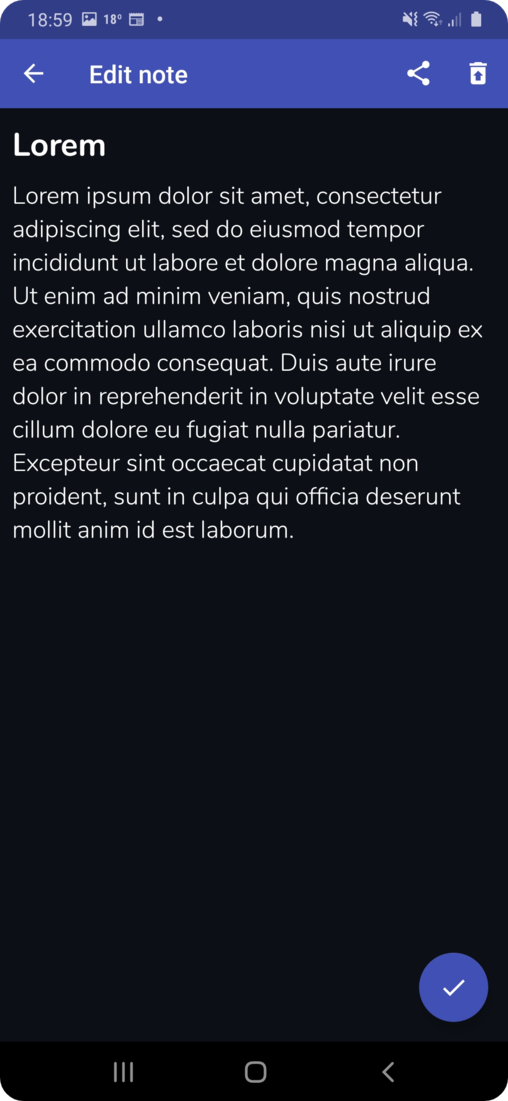 18:59 18°
Edit note
Lorem
Lorem ipsum dolor sit amet, consectetur
adipiscing elit, sed do eiusmod tempor
incididunt ut labore et dolore magna aliqua.
Ut enim ad minim veniam, quis nostrud
exercitation ullamco laboris nisi ut aliquip ex
ea commodo consequat. Duis aute irure
dolor in reprehenderit in voluptate velit esse
cillum dolore eu fugiat nulla pariatur.
Excepteur sint occaecat cupidatat non
proident, sunt in culpa qui officia deserunt
mollit anim id est laborum.